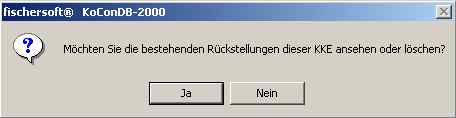 fischersoft® KoConDB-2000
Möchten Sie die bestehenden Rückstellungen dieser KKE ansehen oder löschen?
Ja
Nein